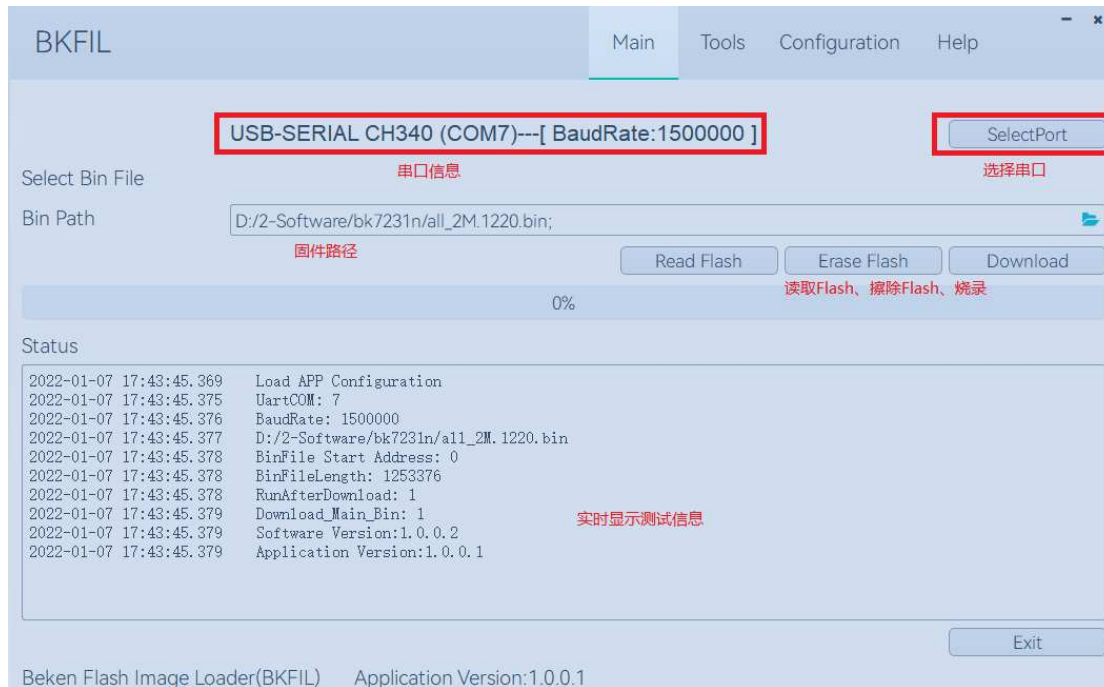 BKFIL
Main Tools Configuration Help
USB-SERIAL CH340 (COM7)---[ BaudRate:1500000 ]
SelectPort
串口信息
选择串口
Select Bin File
Bin Path
D:/2-Software/bk7231n/all_2M.1220.bin;
固件路径
Read Flash Erase Flash Download
读取Flash、擦除Flash、烧录
0%
Status
2022-01-07 17:43:45.369 Load APP Configuration
2022-01-07 17:43:45.375 UartCOM: 7
2022-01-07 17:43:45.376 BaudRate: 1500000
2022-01-07 17:43:45.377 D:/2-Software/bk7231n/all_2M.1220.bin
2022-01-07 17:43:45.378 BinFile Start Address: 0
2022-01-07 17:43:45.378 BinFileLength: 1253376
2022-01-07 17:43:45.378 RunAfterDownload: 1
2022-01-07 17:43:45.379 Download_Main_Bin: 1
2022-01-07 17:43:45.379 Software Version:1.0.0.2
2022-01-07 17:43:45.379 Application Version:1.0.0.1
实时显示测试信息
Exit
Beken Flash Image Loader(BKFIL) Application Version:1.0.0.1